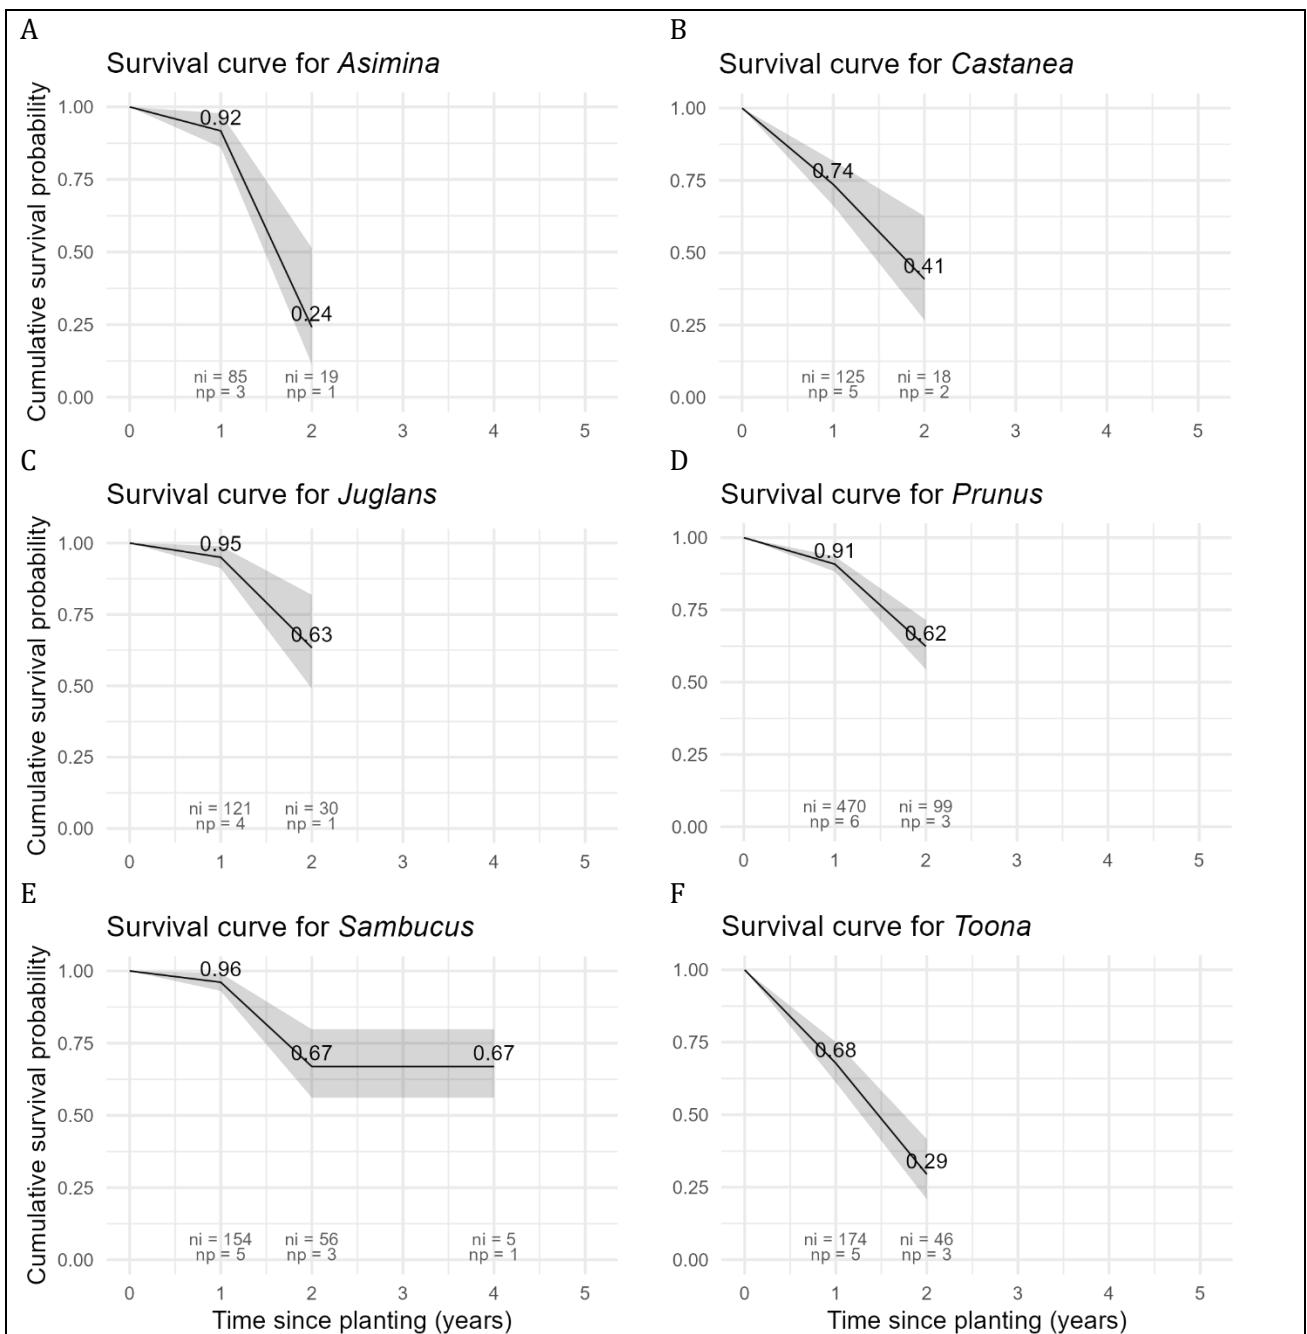 A
Survival curve for Asimina
Cumulative survival probability
1.00
0.75
0.50
0.25
0.00
0.92
0.24
ni = 85
np = 3
ni = 19
np = 1
0 1 2 3 4 5
B
Survival curve for Castanea
1.00
0.75
0.50
0.25
0.00
0.74
0.41
ni = 125
np = 5
ni = 18
np = 2
0 1 2 3 4 5
C
Survival curve for Juglans
Cumulative survival probability
1.00
0.75
0.50
0.25
0.00
0.95
0.63
ni = 121
np = 4
ni = 30
np = 1
0 1 2 3 4 5
D
Survival curve for Prunus
1.00
0.75
0.50
0.25
0.00
0.91
0.62
ni = 470
np = 6
ni = 99
np = 3
0 1 2 3 4 5
E
Survival curve for Sambucus
Cumulative survival probability
1.00
0.75
0.50
0.25
0.00
0.96
0.67
0.67
ni = 154
np = 5
ni = 56
np = 3
ni = 5
np = 1
0 1 2 3 4 5
Time since planting (years)
F
Survival curve for Toona
1.00
0.75
0.50
0.25
0.00
0.68
0.29
ni = 174
np = 5
ni = 46
np = 3
0 1 2 3 4 5
Time since planting (years)